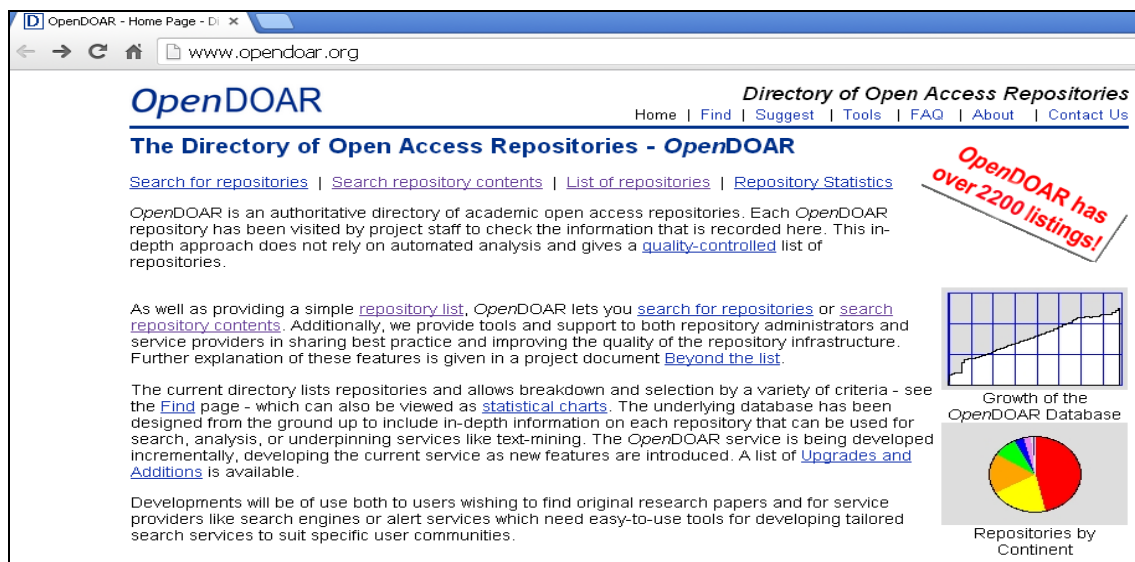 OpenDOAR - Home Page - Di
www.opendoar.org
OpenDOAR
Directory of Open Access Repositories
Home | Find | Suggest | Tools | FAQ | About | Contact Us
The Directory of Open Access Repositories - OpenDOAR
Search for repositories | Search repository contents | List of repositories | Repository Statistics
OpenDOAR has
over 2200 listings!
OpenDOAR is an authoritative directory of academic open access repositories. Each OpenDOAR
repository has been visited by project staff to check the information that is recorded here. This in-
depth approach does not rely on automated analysis and gives a quality-controlled list of
repositories.
As well as providing a simple repository list, OpenDOAR lets you search for repositories or search
repository contents. Additionally, we provide tools and support to both repository administrators and
service providers in sharing best practice and improving the quality of the repository infrastructure.
Further explanation of these features is given in a project document Beyond the list.
The current directory lists repositories and allows breakdown and selection by a variety of criteria - see
the Find page - which can also be viewed as statistical charts. The underlying database has been
designed from the ground up to include in-depth information on each repository that can be used for
search, analysis, or underpinning services like text-mining. The OpenDOAR service is being developed
incrementally, developing the current service as new features are introduced. A list of Upgrades and
Additions is available.
Developments will be of use both to users wishing to find original research papers and for service
providers like search engines or alert services which need easy-to-use tools for developing tailored
search services to suit specific user communities.
Growth of the
OpenDOAR Database
Repositories by
Continent